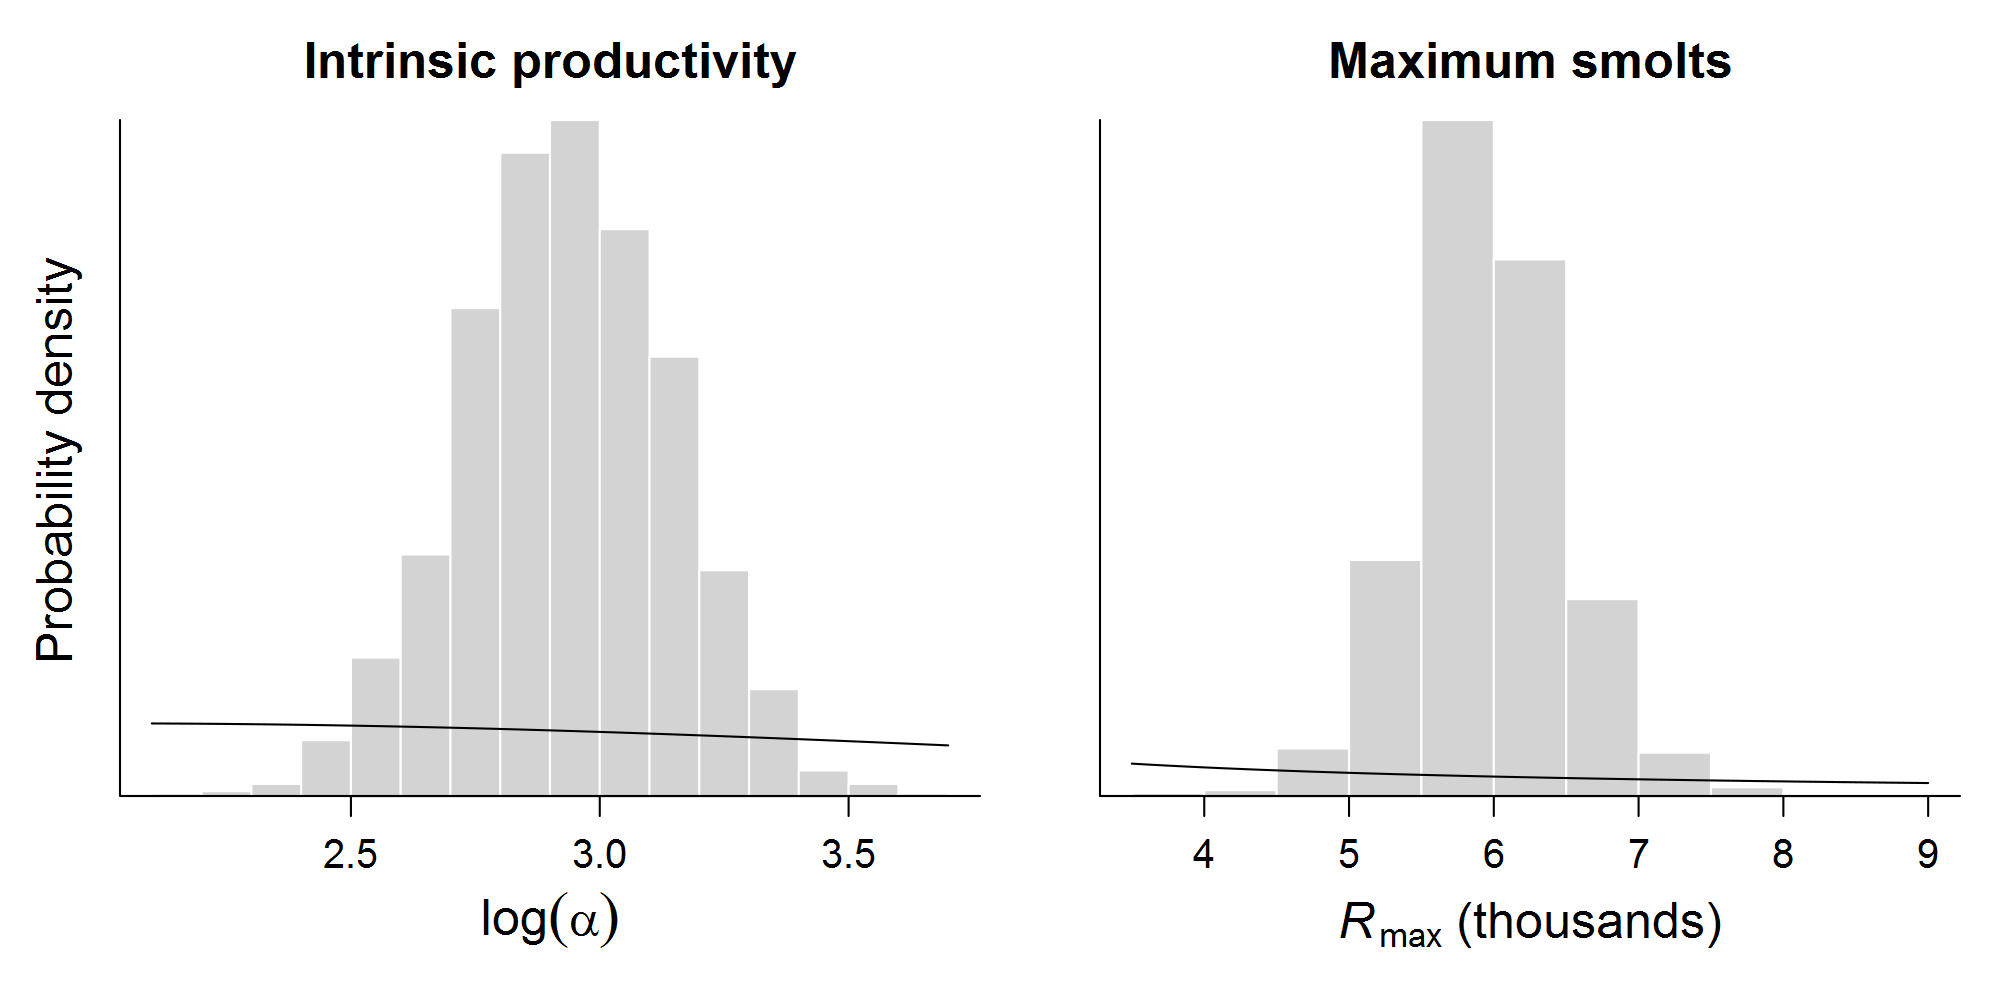 Intrinsic productivity
Probability density
2.5 3.0 3.5
log(α)
Maximum smolts
4 5 6 7 8 9
Rmax (thousands)